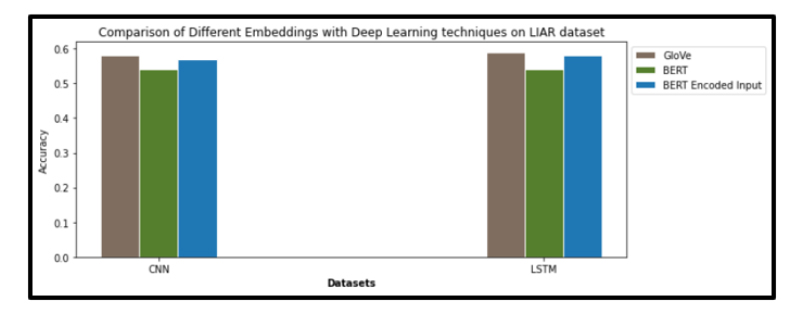 Comparison of Different Embeddings with Deep Learning techniques on LIAR dataset
GloVe
BERT
BERT Encoded Input
Accuracy
0.6
0.5
0.4
0.3
0.2
0.1
0.0
CNN
LSTM
Datasets